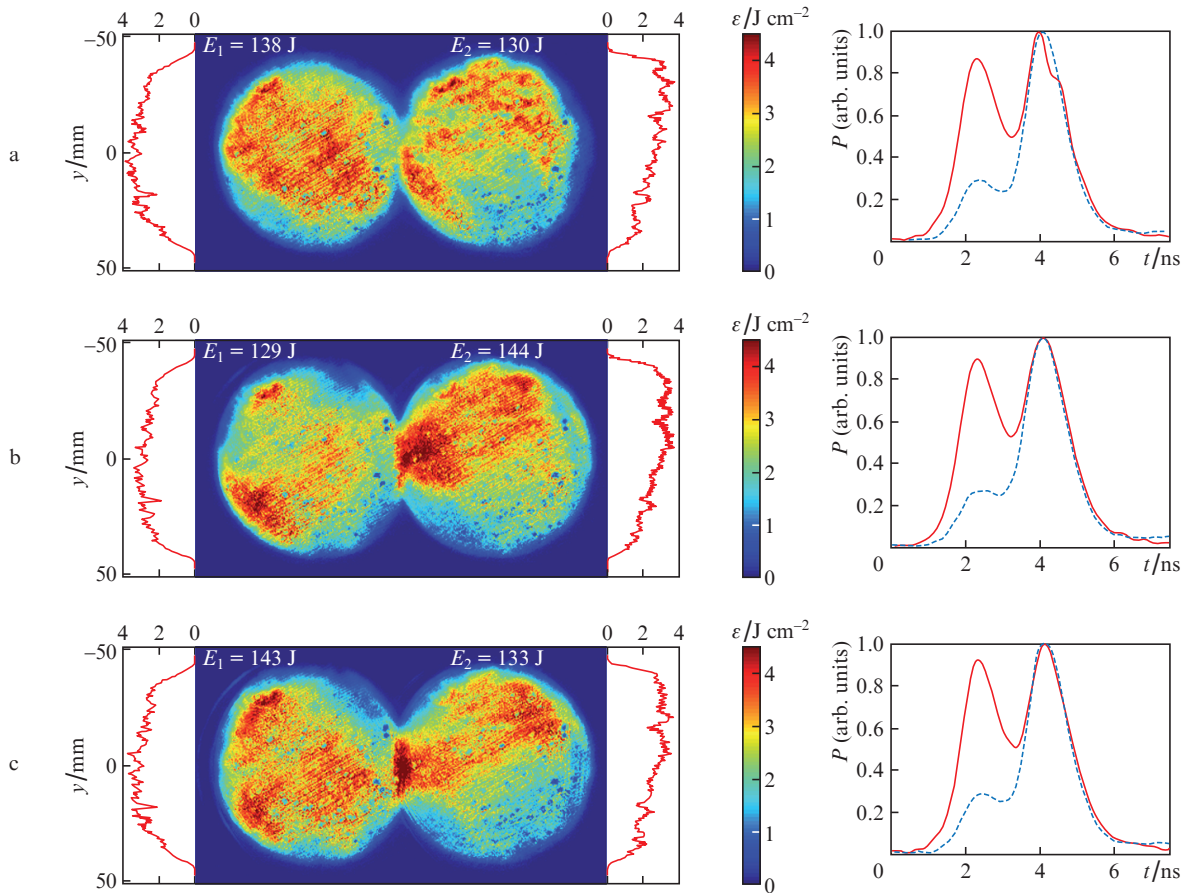 4 2 0 0 2 4 ε/J cm⁻²
−50 E₁ = 138 J E₂ = 130 J 4 1.0
P (arb. units) 0.8
3 0.6
a y/mm 0 2 0.4
1 0.2
50 0 0 2 4 6 t/ns
4 2 0 0 2 4 ε/J cm⁻²
−50 E₁ = 129 J E₂ = 144 J 4 1.0
P (arb. units) 0.8
3 0.6
b y/mm 0 2 0.4
1 0.2
50 0 0 2 4 6 t/ns
4 2 0 0 2 4 ε/J cm⁻²
−50 E₁ = 143 J E₂ = 133 J 4 1.0
P (arb. units) 0.8
3 0.6
c y/mm 0 2 0.4
1 0.2
50 0 0 2 4 6 t/ns